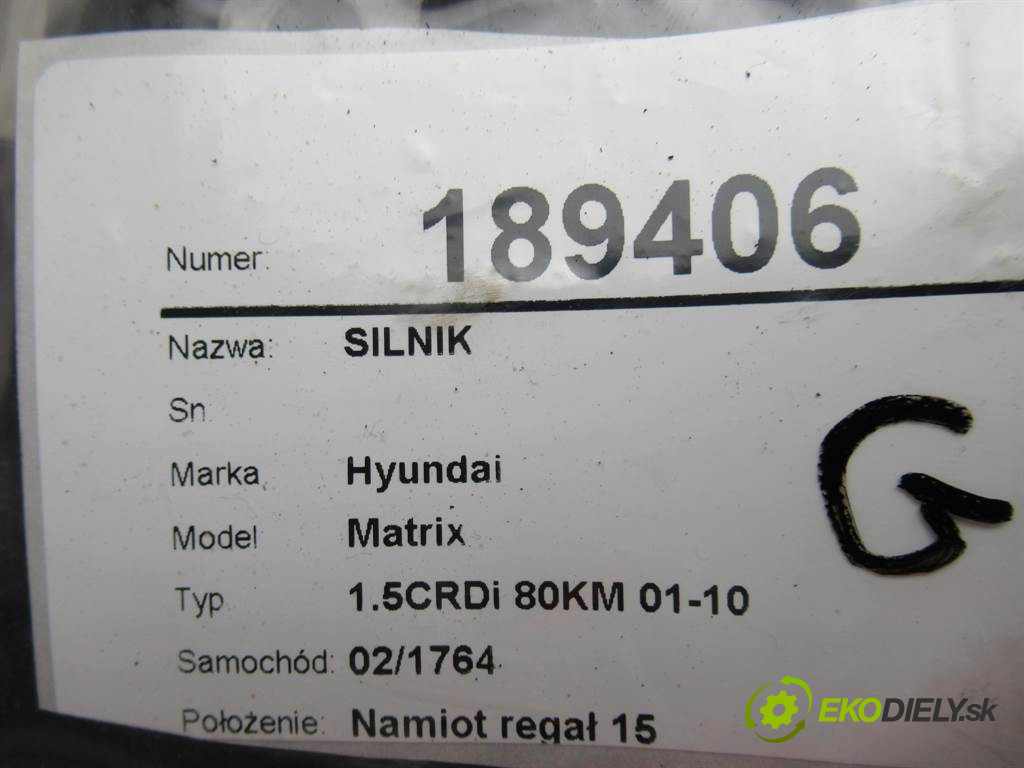 Numer: 189406
Nazwa: SILNIK
Sn
Marka Hyundai
Model Matrix
Typ 1.5CRDi 80KM 01-10
Samochód: 02/1764
Położenie: Namiot regał 15
G
EKODIELY.sk